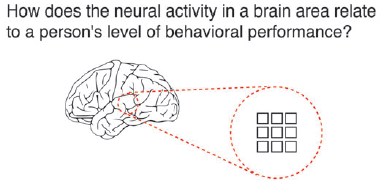 How does the neural activity in a brain area relate
to a person's level of behavioral performance?